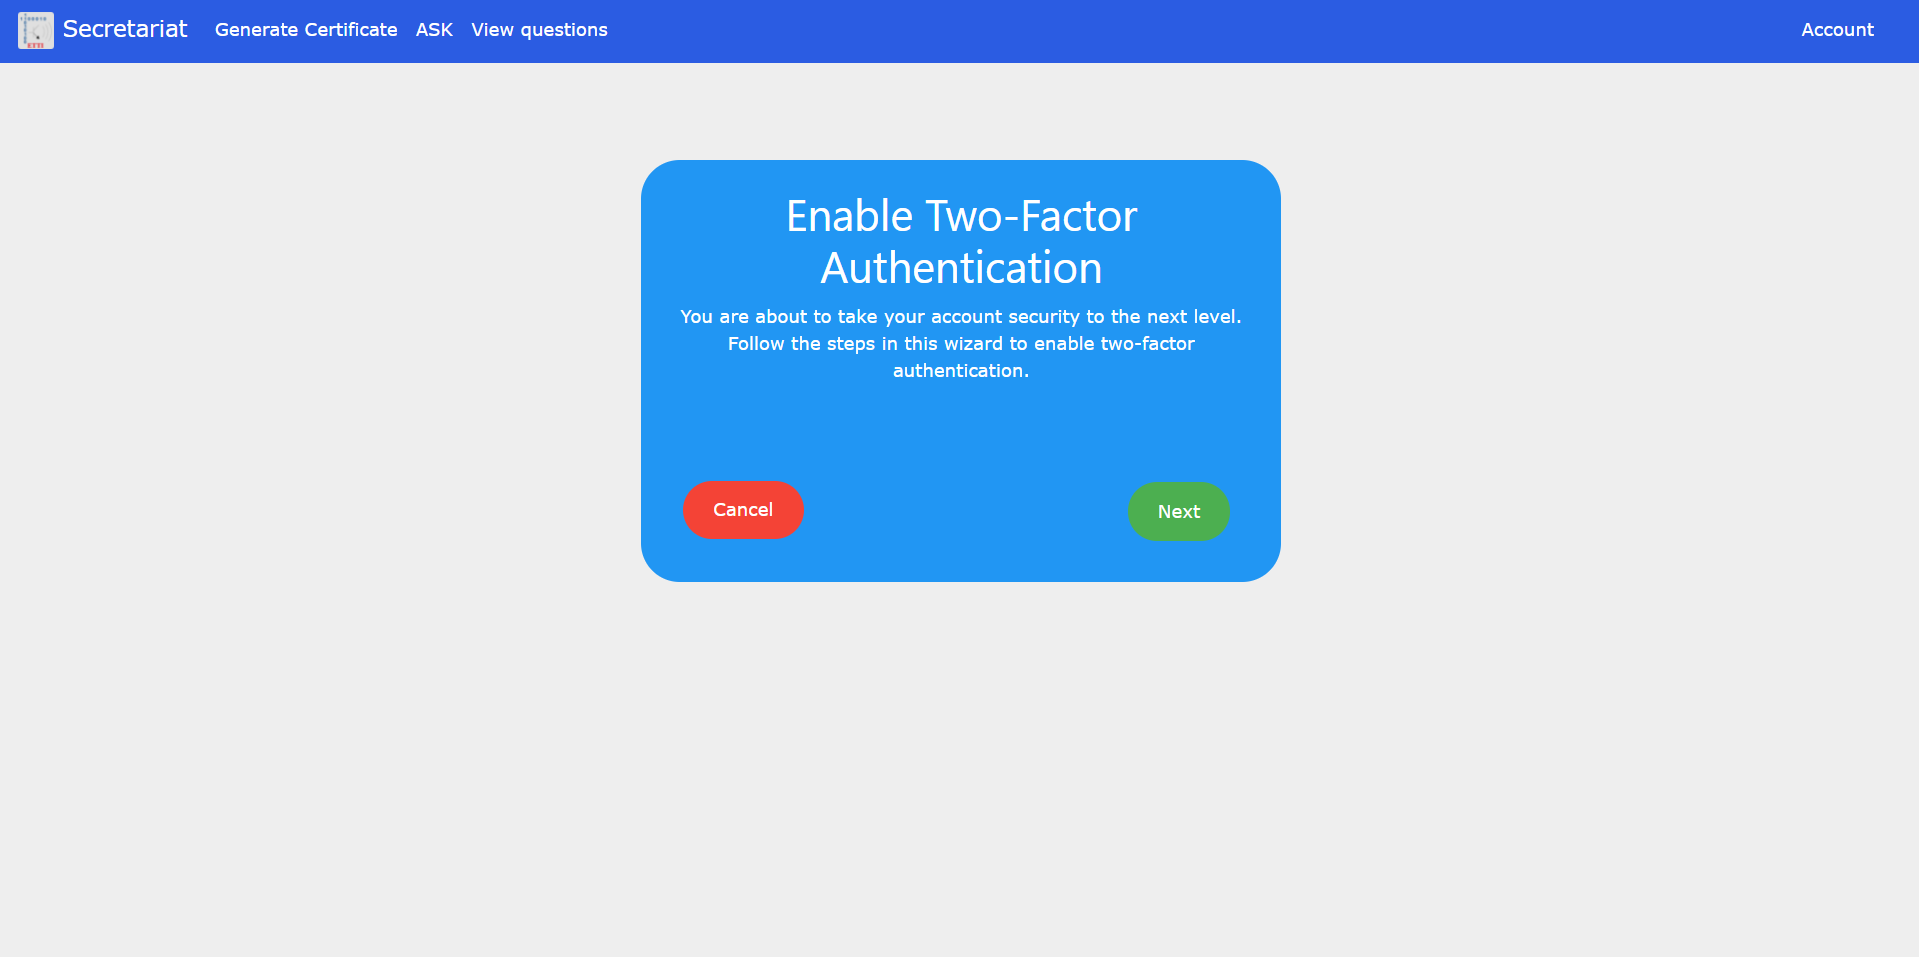 Secretariat Generate Certificate ASK View questions Account
Enable Two-Factor
Authentication
You are about to take your account security to the next level.
Follow the steps in this wizard to enable two-factor
authentication.
Cancel Next